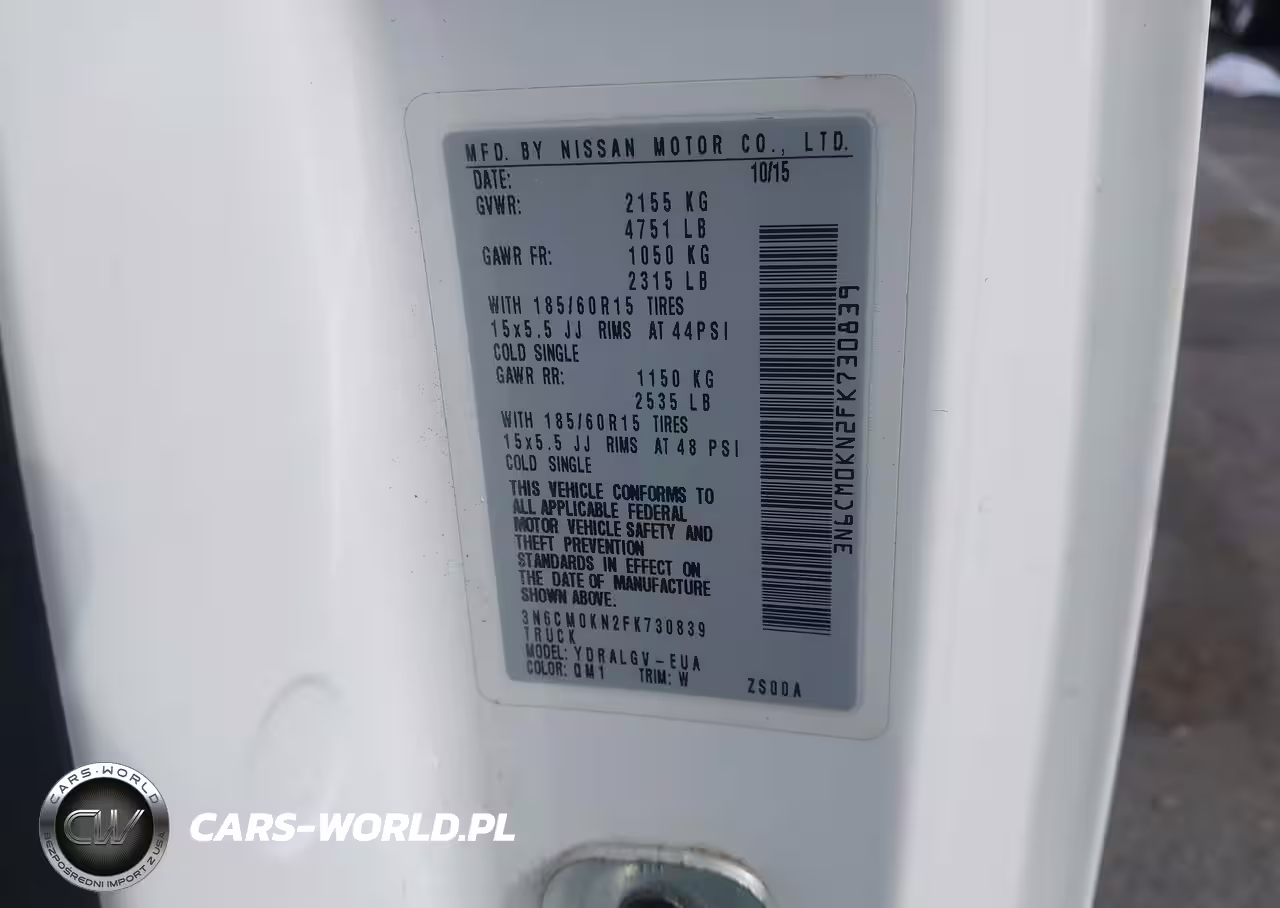 MFD. BY NISSAN MOTOR CO., LTD.
DATE: 10/15
GVWR: 2155 KG
4751 LB
GAWR FR: 1050 KG
2315 LB
WITH 185/60R15 TIRES
15x5.5 JJ RIMS AT 44PSI
COLD SINGLE
GAWR RR: 1150 KG
2535 LB
WITH 185/60R15 TIRES
15x5.5 JJ RIMS AT 48 PSI
COLD SINGLE
THIS VEHICLE CONFORMS TO
ALL APPLICABLE FEDERAL
MOTOR VEHICLE SAFETY AND
THEFT PREVENTION
STANDARDS IN EFFECT ON
THE DATE OF MANUFACTURE
SHOWN ABOVE.
3N6CM0KN2FK730839
TRUCK
MODEL: YDRALGV-EUA
COLOR: QM1 TRIM: W ZS00A
3N6CM0KN2FK730839
CARS-WORLD
CW
BEZPOŚREDNI IMPORT Z USA
CARS-WORLD.PL